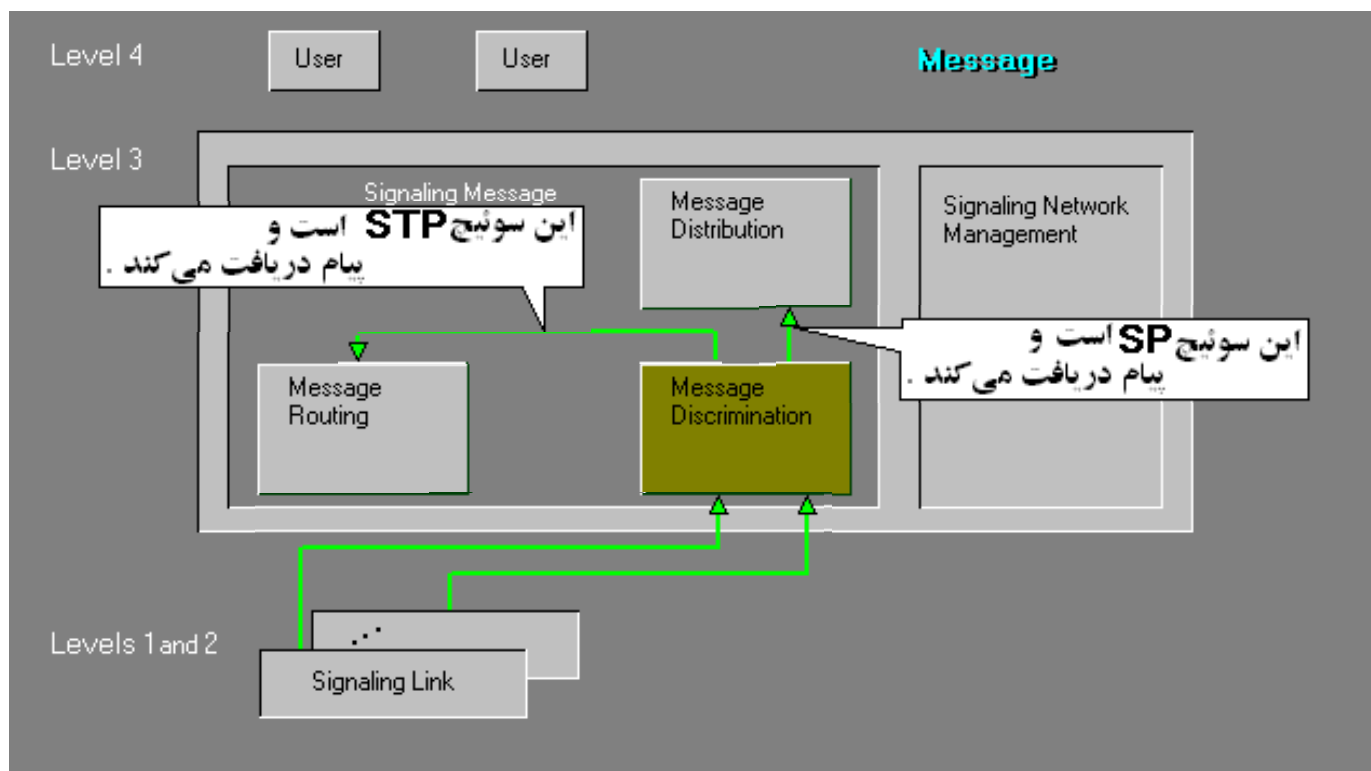 Level 4
User
User
Message
Level 3
Signaling Message
Message
Distribution
Signaling Network
Management
این سوئیچ STP است و
پیام دریافت می‌کند .
این سوئیچ SP است و
پیام دریافت می‌کند .
Message
Routing
Message
Discrimination
Levels 1 and 2
...
Signaling Link